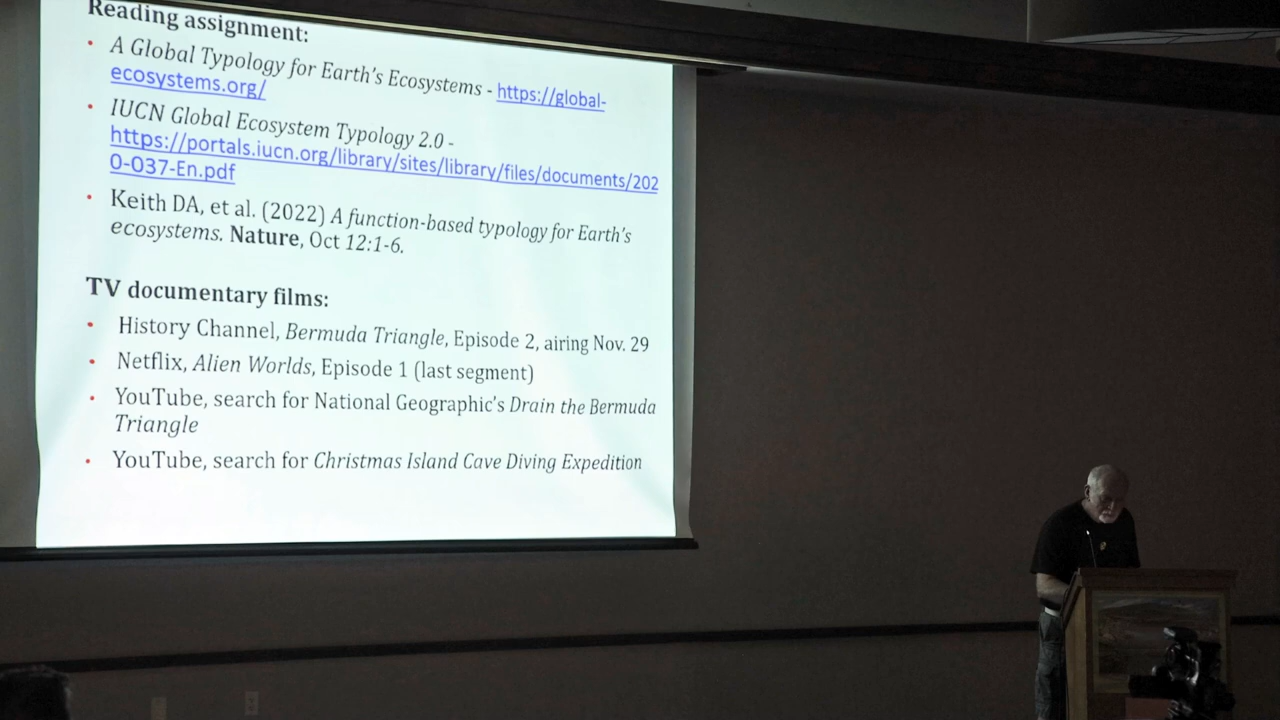 Reading assignment:
• A Global Typology for Earth's Ecosystems - https://global-
ecosystems.org/
• IUCN Global Ecosystem Typology 2.0 -
https://portals.iucn.org/library/sites/library/files/documents/202
0-037-En.pdf
• Keith DA, et al. (2022) A function-based typology for Earth's
ecosystems. Nature, Oct 12:1-6.
TV documentary films:
• History Channel, Bermuda Triangle, Episode 2, airing Nov. 29
• Netflix, Alien Worlds, Episode 1 (last segment)
• YouTube, search for National Geographic's Drain the Bermuda
Triangle
• YouTube, search for Christmas Island Cave Diving Expedition